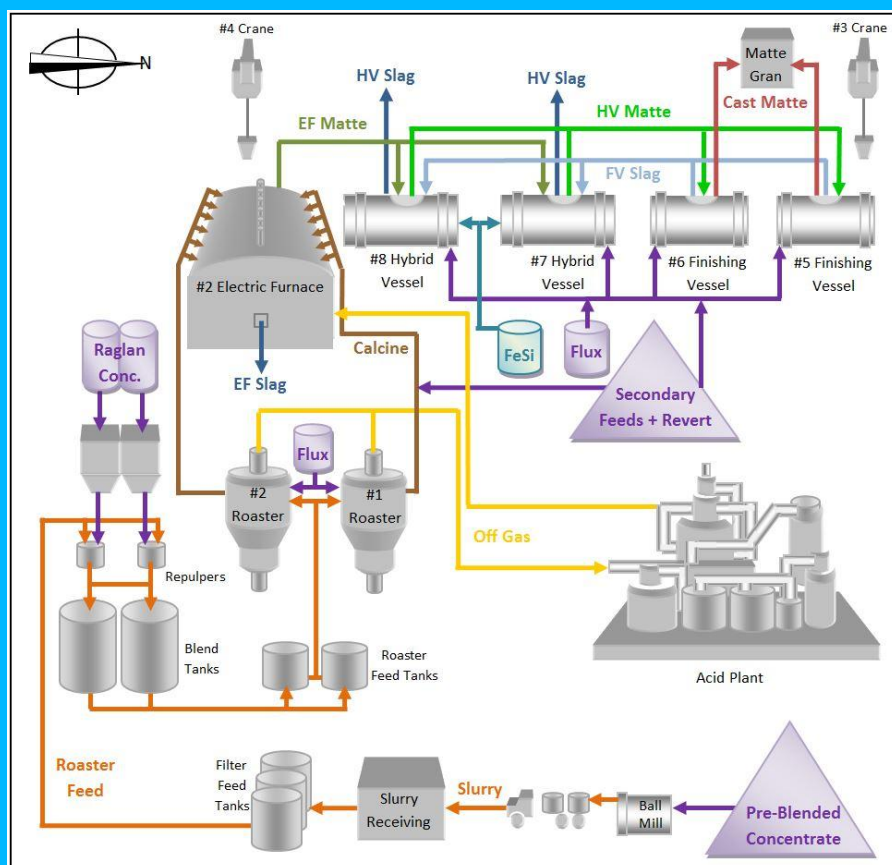 #4 Crane
#3 Crane
N
Matte
Gran
HV Slag
HV Slag
HV Matte
Cast Matte
EF Matte
FV Slag
#8 Hybrid
Vessel
#7 Hybrid
Vessel
#6 Finishing
Vessel
#5 Finishing
Vessel
#2 Electric Furnace
Calcine
EF Slag
FeSi
Flux
Secondary
Feeds + Revert
Raglan
Conc.
Flux
#2
Roaster
#1
Roaster
Off Gas
Repulpers
Blend
Tanks
Roaster
Feed Tanks
Acid Plant
Roaster
Feed
Filter
Feed
Tanks
Slurry
Receiving
Slurry
Ball
Mill
Pre-Blended
Concentrate